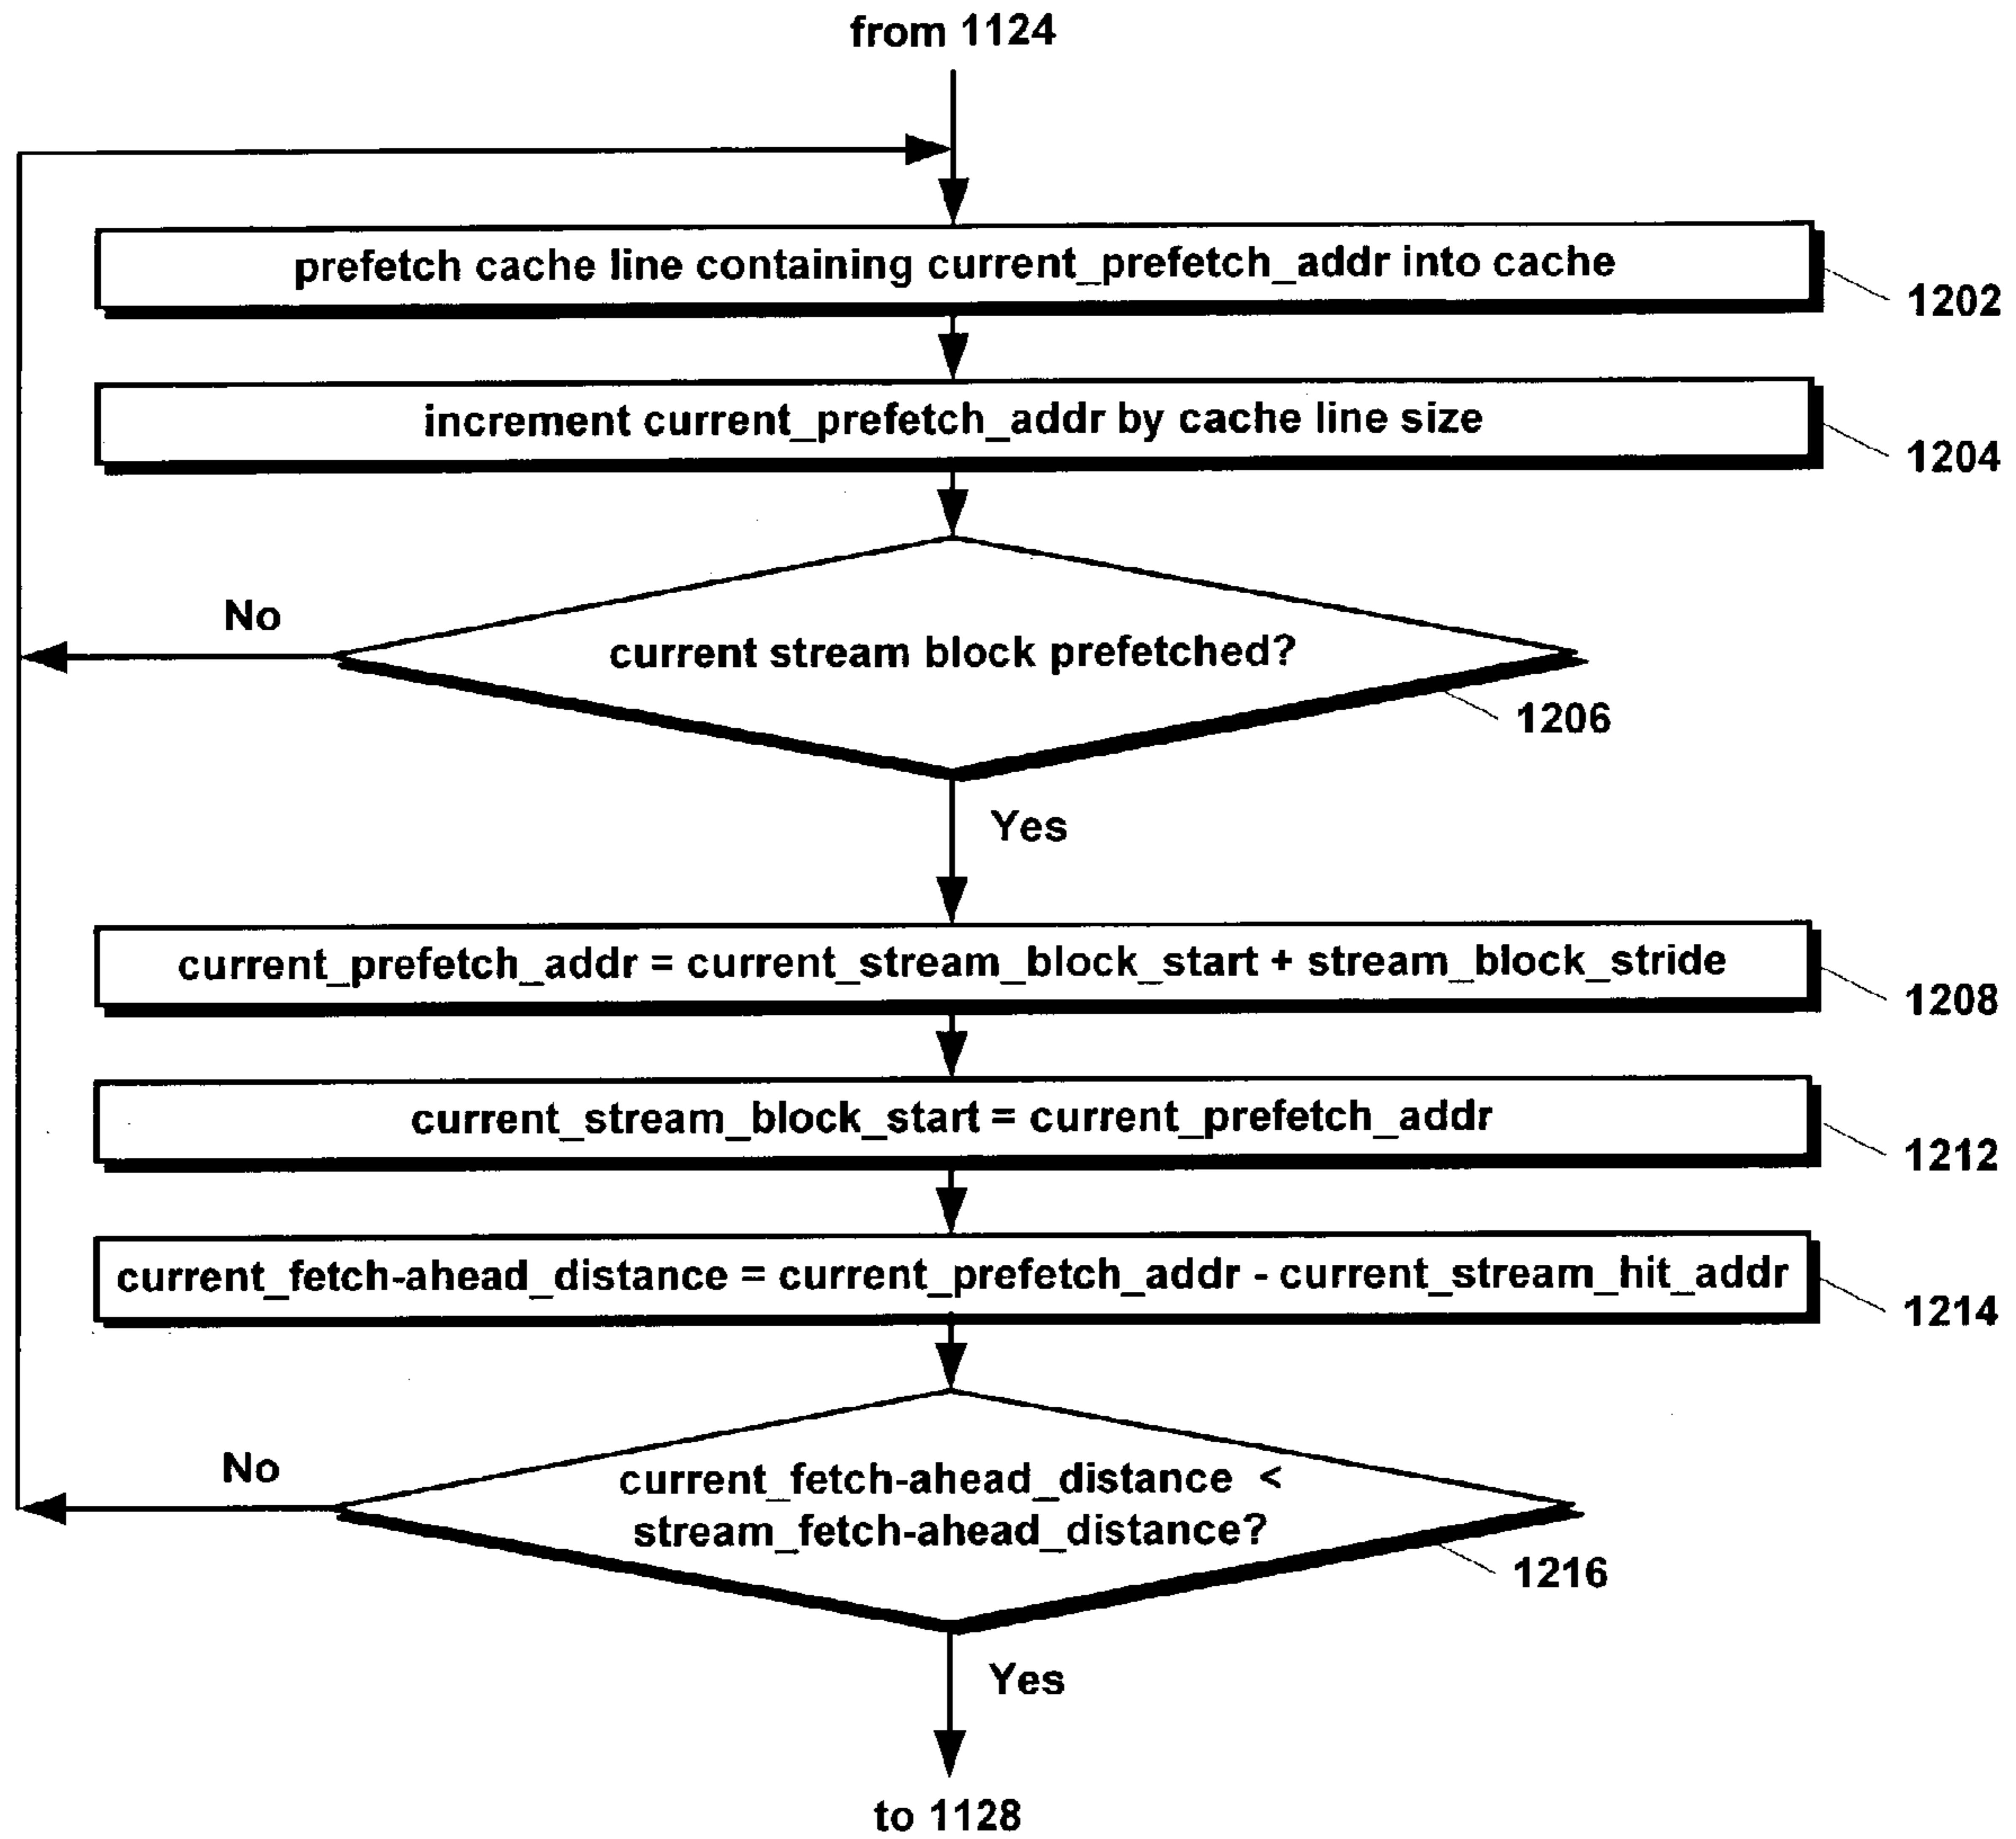 from 1124
prefetch cache line containing current_prefetch_addr into cache
1202
increment current_prefetch_addr by cache line size
1204
No
current stream block prefetched?
1206
Yes
current_prefetch_addr = current_stream_block_start + stream_block_stride
1208
current_stream_block_start = current_prefetch_addr
1212
current_fetch-ahead_distance = current_prefetch_addr - current_stream_hit_addr
1214
No
current_fetch-ahead_distance <
stream_fetch-ahead_distance?
1216
Yes
to 1128